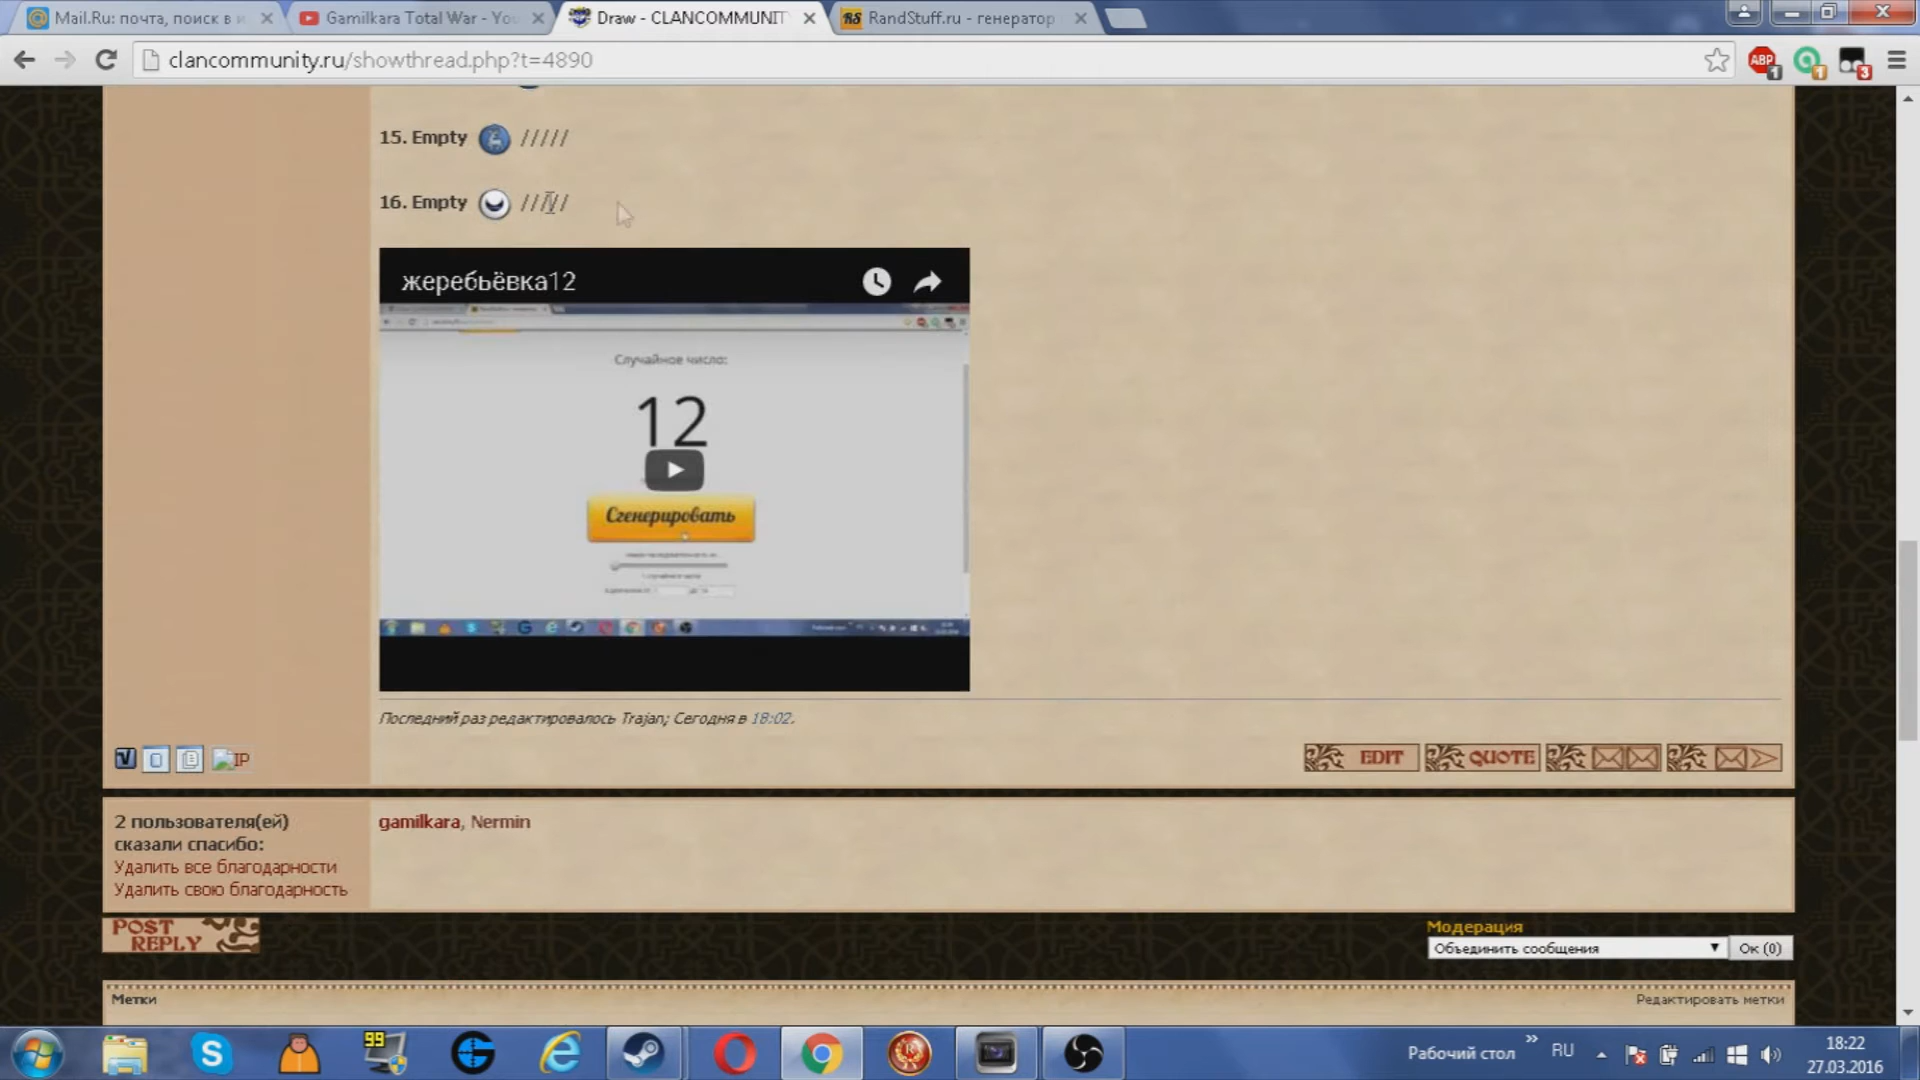 Mail.Ru: почта, поиск в и
Gamilkara Total War - You
Draw - CLANCOMMUNIT
RandStuff.ru - генератор
clancommunity.ru/showthread.php?t=4890
15. Empty /////
16. Empty /////
жеребьёвка12
Случайное число:
12
Сгенерировать
Последний раз редактировалось Trajan; Сегодня в 18:02.
IP
EDIT
QUOTE
2 пользователя(ей)
сказали спасибо:
Удалить все благодарности
Удалить свою благодарность
gamilkara, Nermin
POST
REPLY
Модерация
Объединить сообщения
Ок (0)
Метки
Редактировать метки
99
Рабочий стол
RU
18:22
27.03.2016